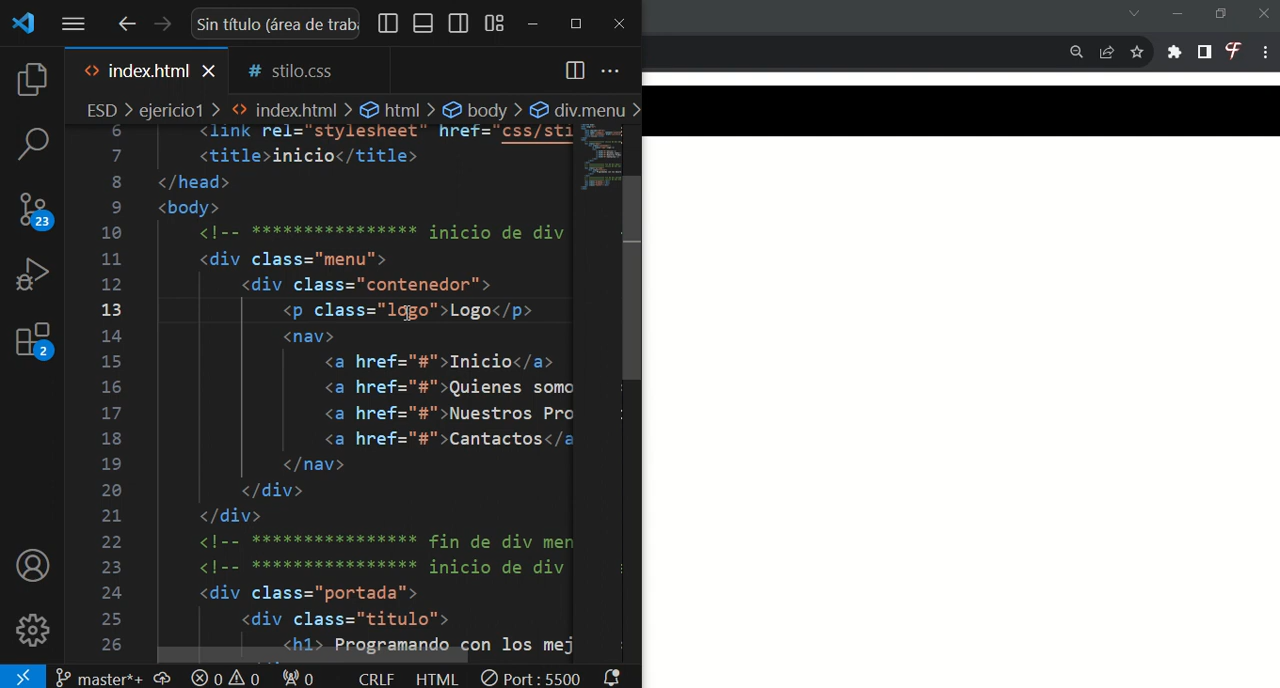 Sin título (área de trab
index.html
# stilo.css
ESD > ejericio1 > index.html > html > body > div.menu >
6 <link rel="stylesheet" href="css/sti
7 <title>inicio</title>
8 </head>
9 <body>
10 <!-- **************** inicio de div
11 <div class="menu">
12 <div class="contenedor">
13 <p class="logo">Logo</p>
14 <nav>
15 <a href="#">Inicio</a>
16 <a href="#">Quienes somo
17 <a href="#">Nuestros Pro
18 <a href="#">Cantactos</a
19 </nav>
20 </div>
21 </div>
22 <!-- **************** fin de div men
23 <!-- **************** inicio de div
24 <div class="portada">
25 <div class="titulo">
26 <h1> Programando con los mej
23
2
master*+ 0 0 0 CRLF HTML Port : 5500